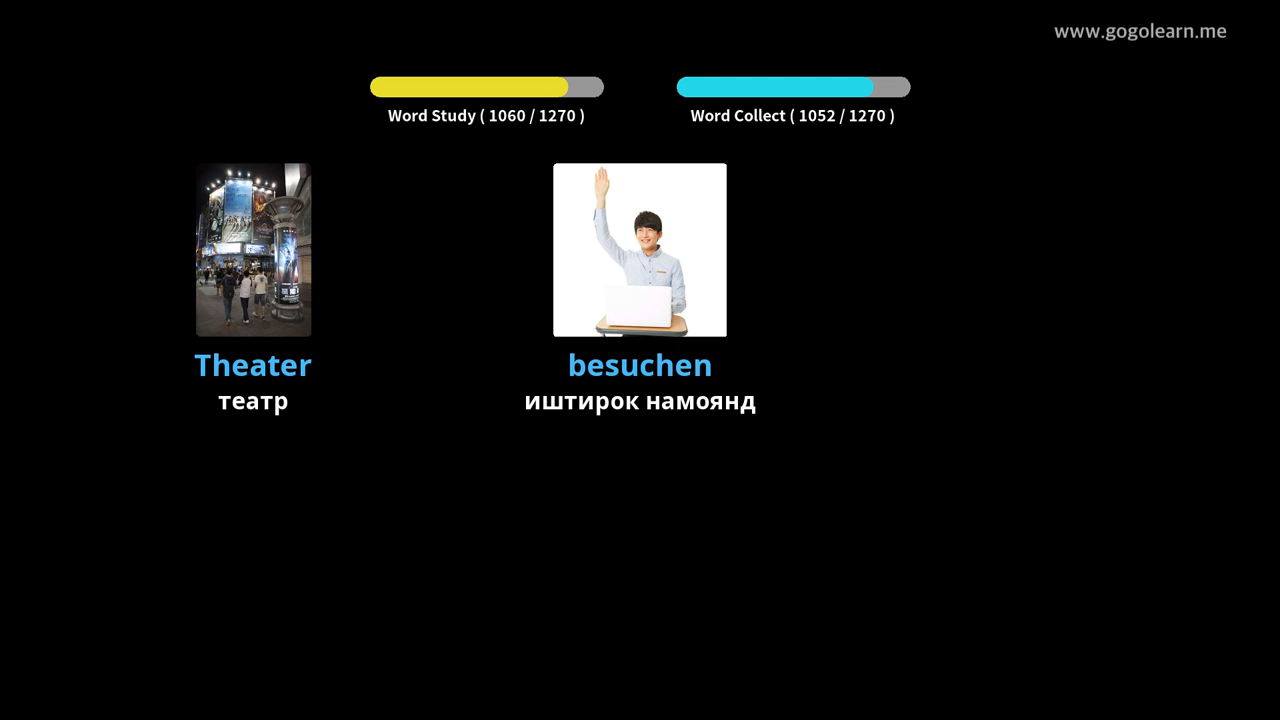 www.gogolearn.me
Word Study ( 1060 / 1270 )
Word Collect ( 1052 / 1270 )
Theater
театр
besuchen
иштирок намоянд